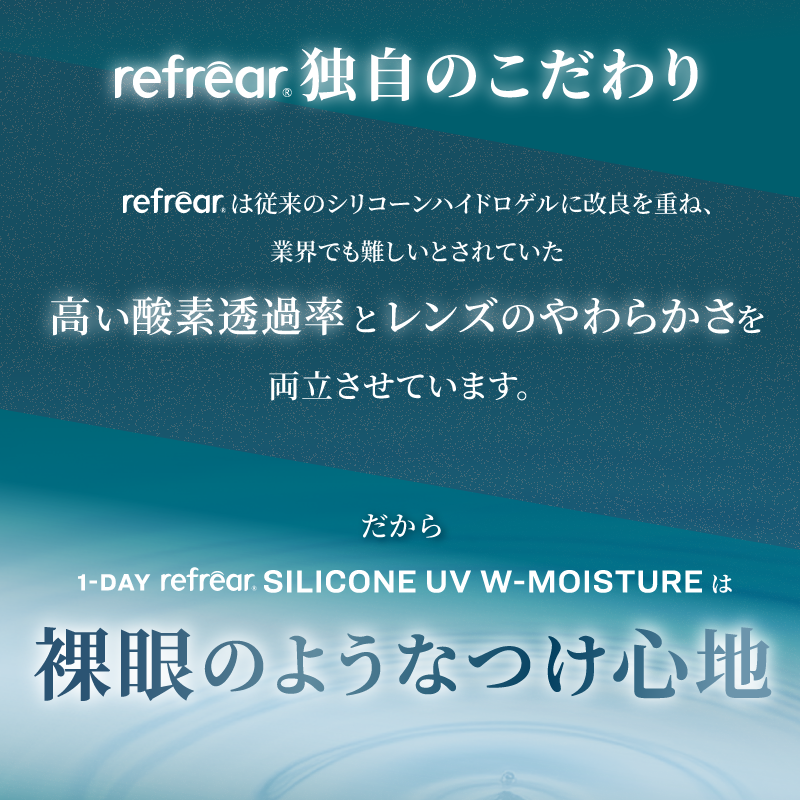 refrêar® 独自のこだわり
refrêar® は従来のシリコーンハイドロゲルに改良を重ね、
業界でも難しいとされていた
高い酸素透過率とレンズのやわらかさを
両立させています。
だから
1-DAY refrêar® SILICONE UV W-MOISTURE は
裸眼のようなつけ心地